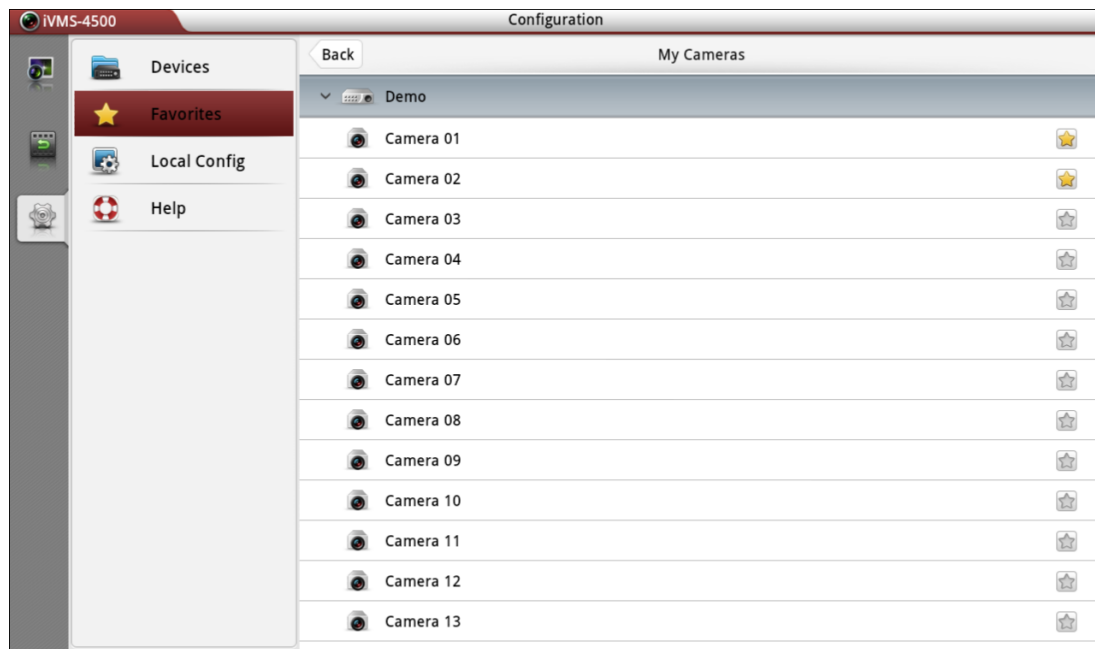 iVMS-4500
Configuration
Devices
Favorites
Local Config
Help
Back
My Cameras
Demo
Camera 01
Camera 02
Camera 03
Camera 04
Camera 05
Camera 06
Camera 07
Camera 08
Camera 09
Camera 10
Camera 11
Camera 12
Camera 13